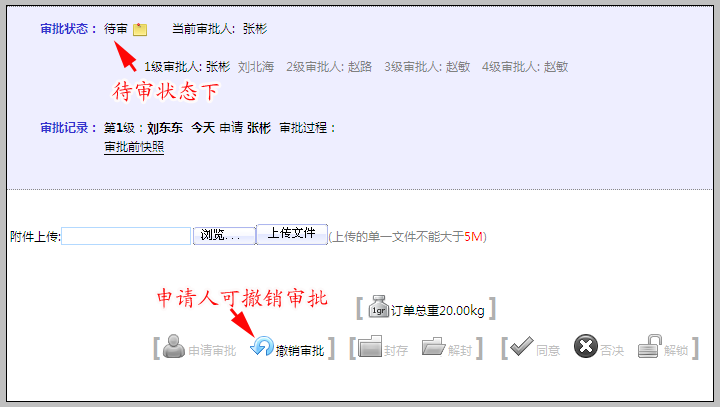 审批状态： 待审 当前审批人: 张彬
1级审批人: 张彬 刘北海 2级审批人: 赵路 3级审批人: 赵敏 4级审批人: 赵敏
待审状态下
审批记录： 第1级：刘东东 今天 申请 张彬 审批过程：
审批前快照
附件上传: 浏览... 上传文件 (上传的单一文件不能大于5M)
申请人可撤销审批
[ 1gr 订单总重20.00kg ]
[ 申请审批 撤销审批 ] [ 封存 解封 ] [ 同意 否决 解锁 ]